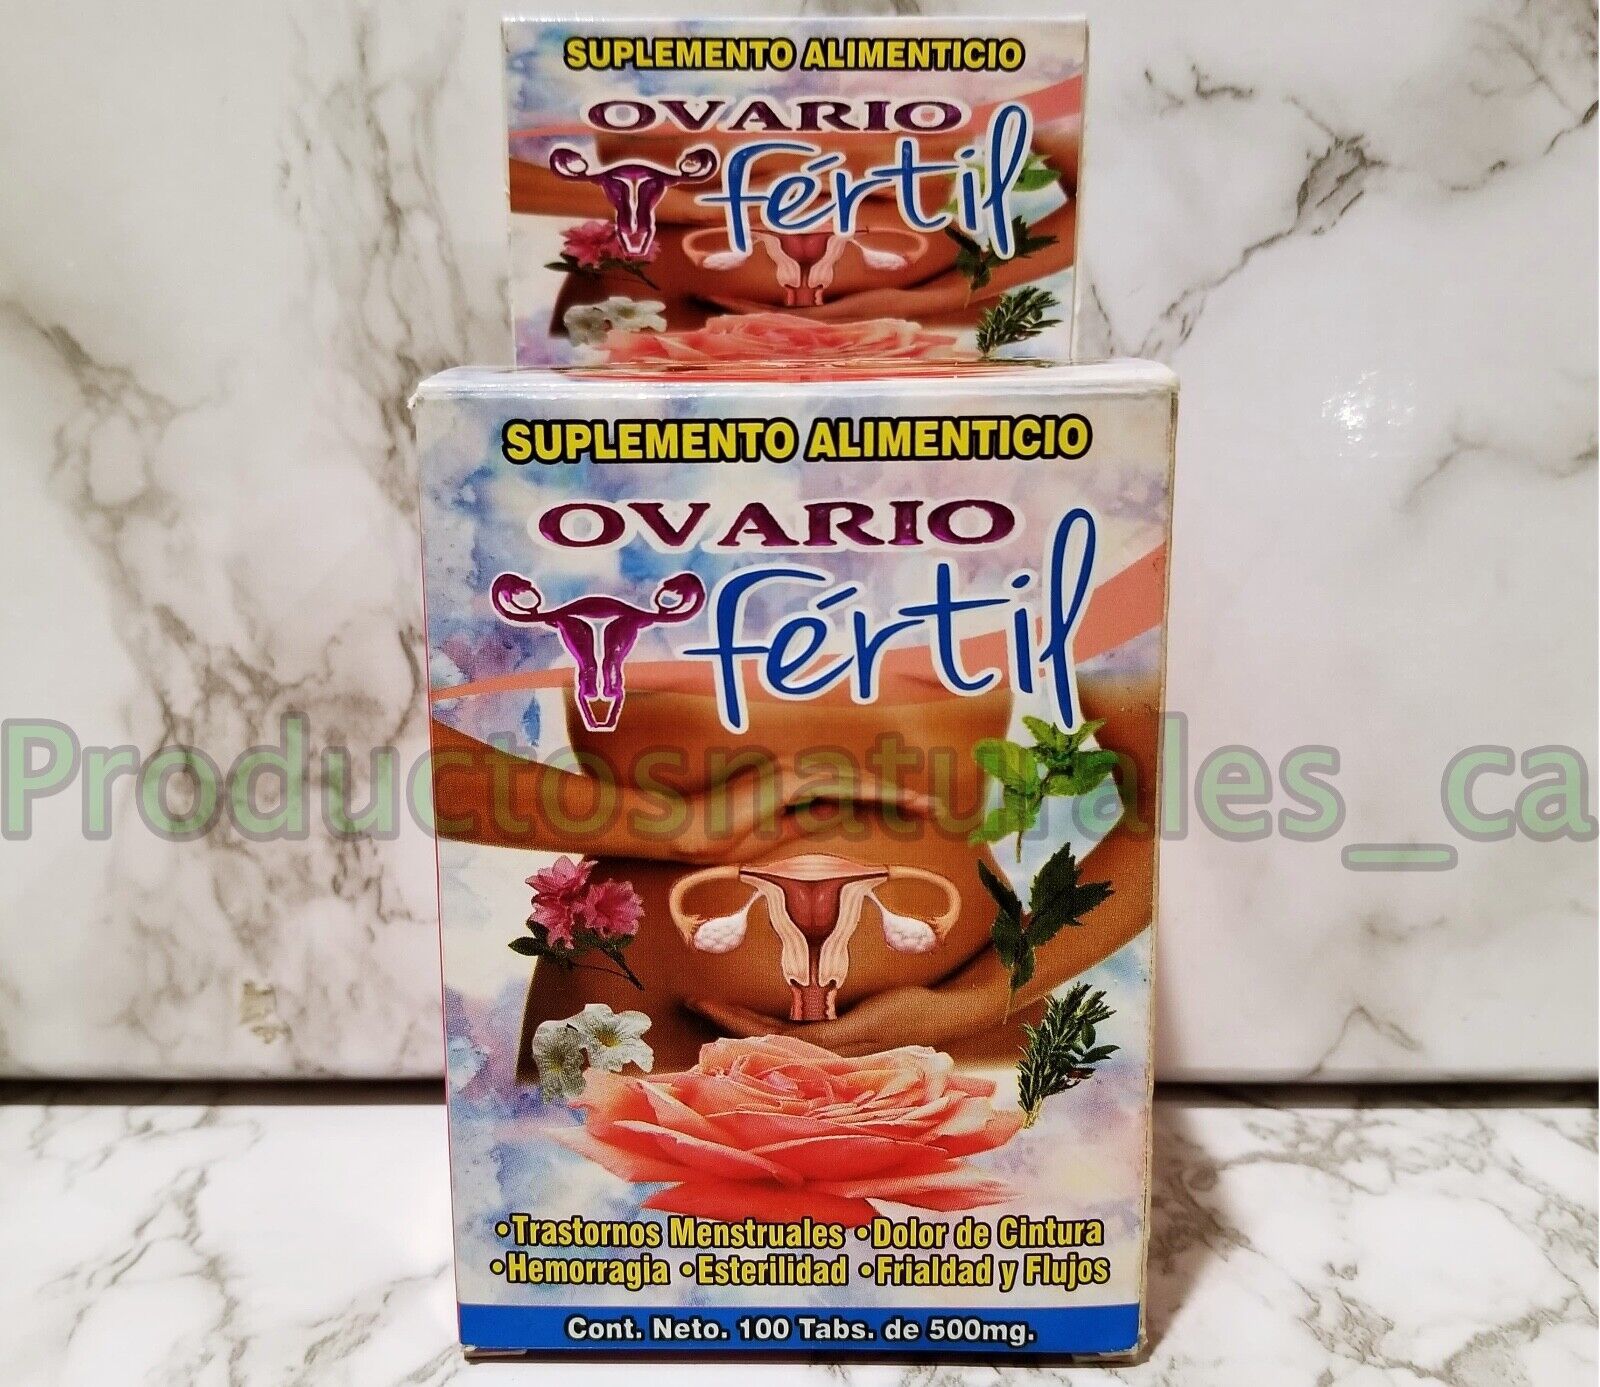 SUPLEMENTO ALIMENTICIO
OVARIO
fértil
SUPLEMENTO ALIMENTICIO
OVARIO
fértil
Productosnaturales_ca
•Trastornos Menstruales •Dolor de Cintura
•Hemorragia •Esterilidad •Frialdad y Flujos
Cont. Neto. 100 Tabs. de 500mg.